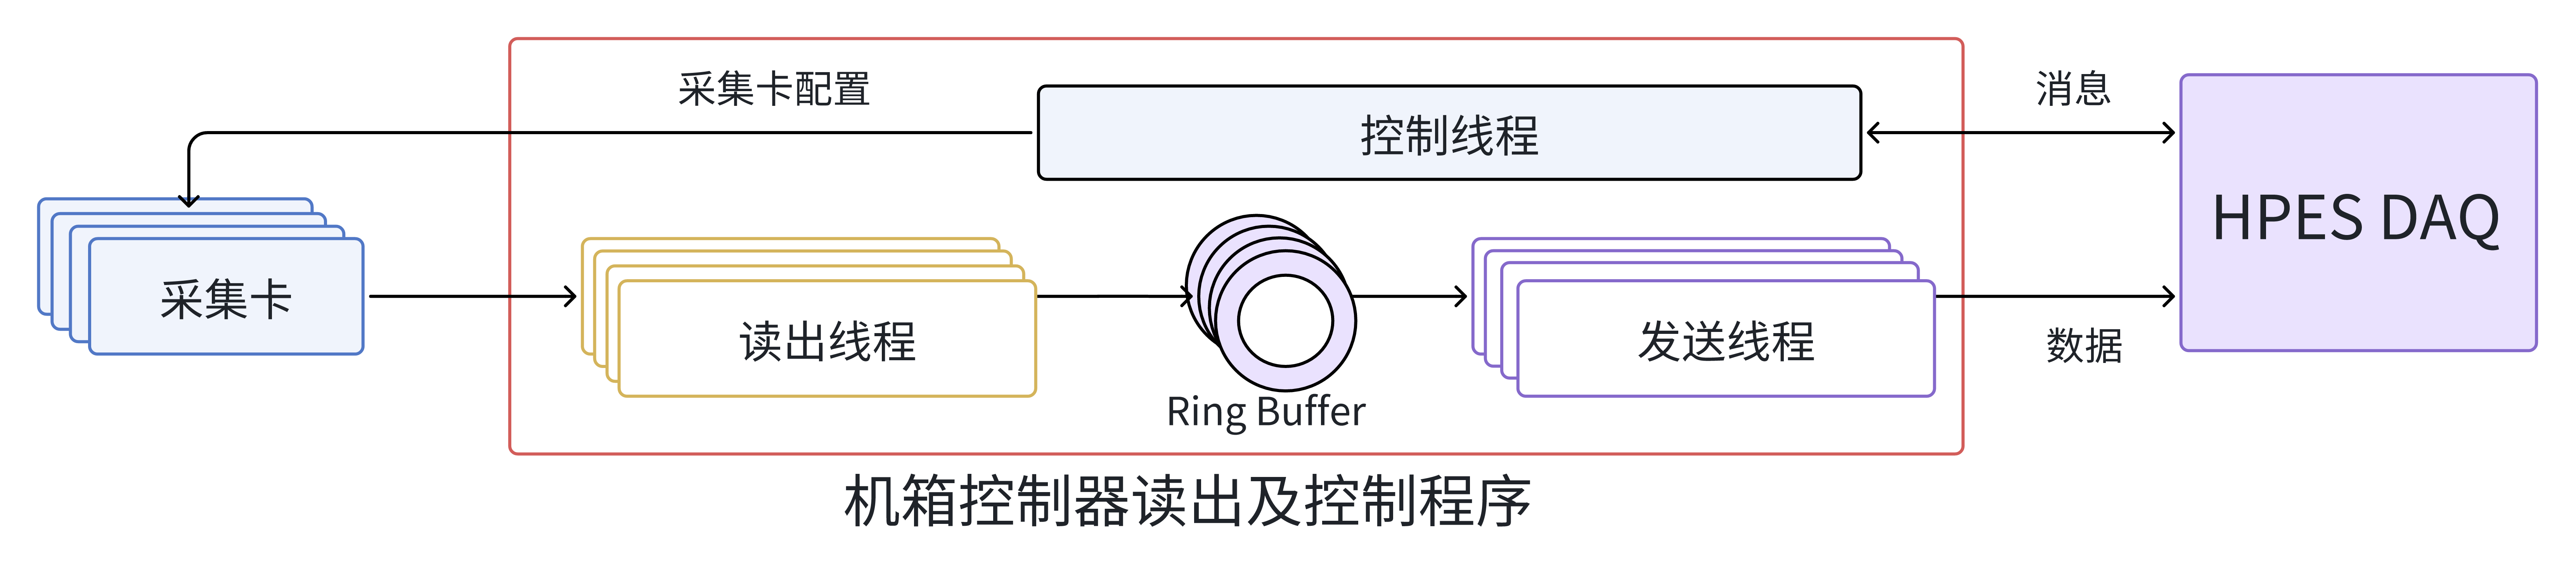 采集卡配置
消息
控制线程
HPES DAQ
采集卡
读出线程
发送线程
数据
Ring Buffer
机箱控制器读出及控制程序